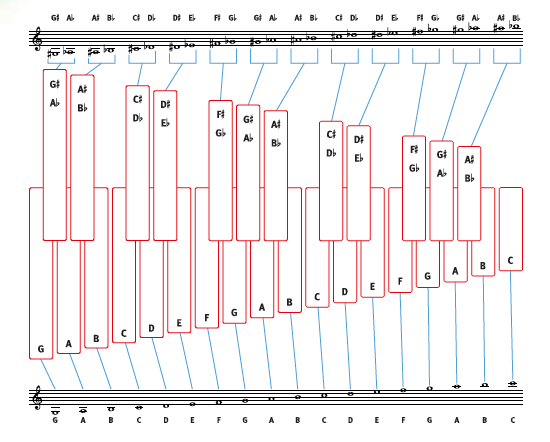 G♯ A♭ A♯ B♭ C♯ D♭ D♯ E♭ F♯ G♭ G♯ A♭ A♯ B♭ C♯ D♭ D♯ E♭ F♯ G♭ G♯ A♭ A♯ B♭
G♯
A♭
A♯
B♭
C♯
D♭
D♯
E♭
F♯
G♭
G♯
A♭
A♯
B♭
C♯
D♭
D♯
E♭
F♯
G♭
G♯
A♭
A♯
B♭
G
A
B
C
D
E
F
G
A
B
C
D
E
F
G
A
B
C
G A B C D E F G A B C D E F G A B C